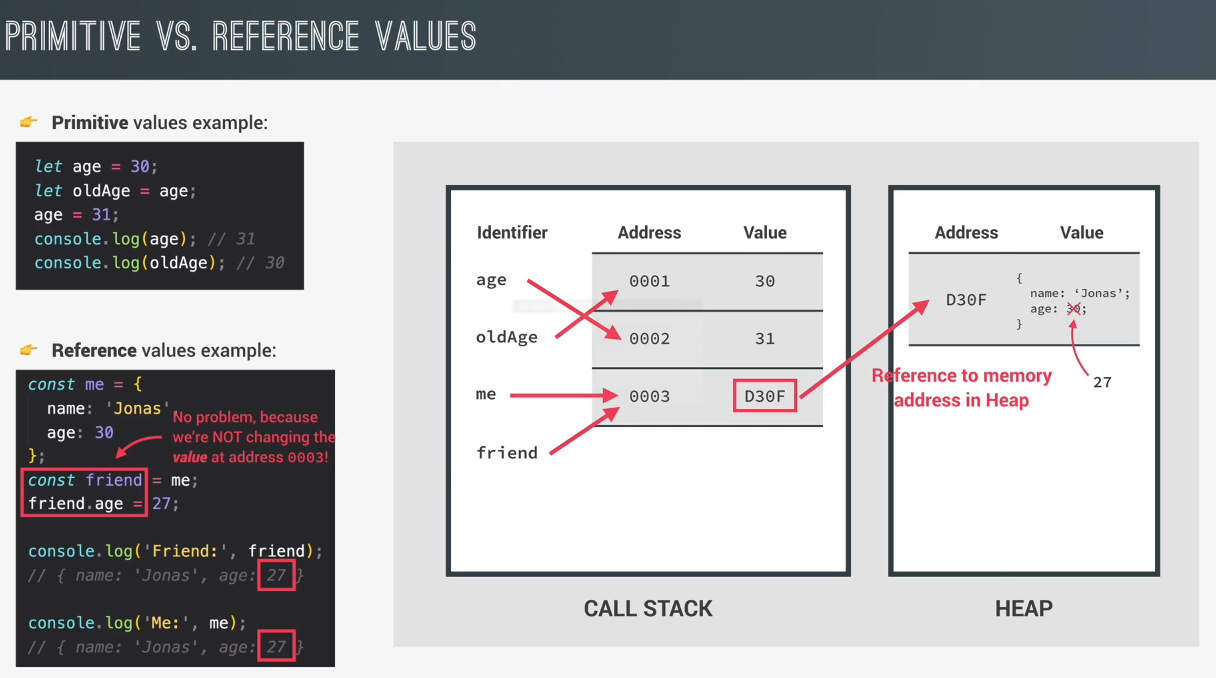 PRIMITIVE VS. REFERENCE VALUES
👉 Primitive values example:
let age = 30;
let oldAge = age;
age = 31;
console.log(age); // 31
console.log(oldAge); // 30
👉 Reference values example:
const me = {
name: 'Jonas'
age: 30
};
const friend = me;
friend.age = 27;
console.log('Friend:', friend);
// { name: 'Jonas', age: 27 }
console.log('Me:', me);
// { name: 'Jonas', age: 27 }
No problem, because
we're NOT changing the
value at address 0003!
Identifier Address Value
age 0001 30
oldAge 0002 31
me 0003 D30F
friend
CALL STACK
Address Value
D30F
{
name: ‘Jonas’;
age: 30;
}
27
Reference to memory
address in Heap
HEAP